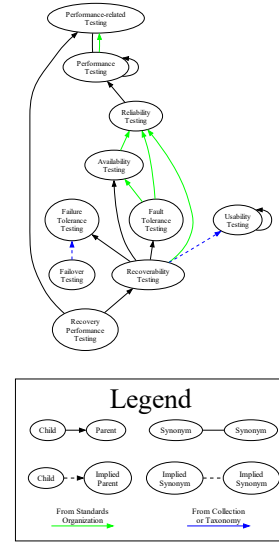 Performance-related
Testing
Performance
Testing
Reliability
Testing
Availability
Testing
Failure
Tolerance
Testing
Fault
Tolerance
Testing
Usability
Testing
Failover
Testing
Recoverability
Testing
Recovery
Performance
Testing
Legend
Child
Parent
Synonym
Synonym
Child
Implied
Parent
Implied
Synonym
Implied
Synonym
From Standards
Organization
From Collection
or Taxonomy